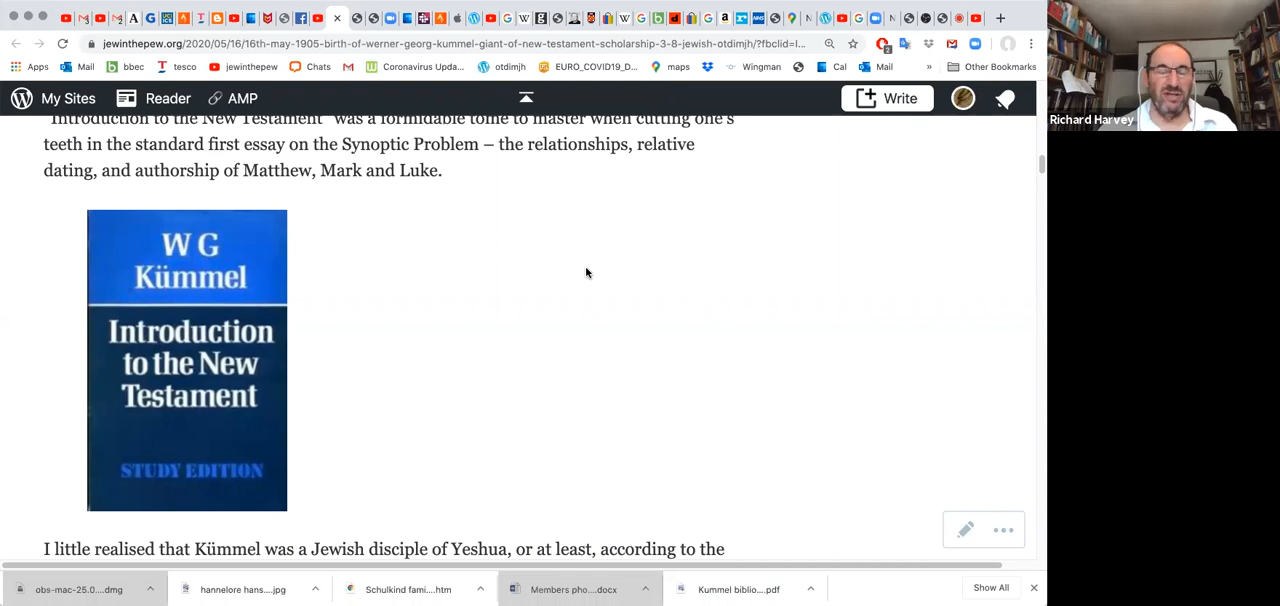 jewinthepew.org/2020/05/16/16th-may-1905-birth-of-werner-georg-kummel-giant-of-new-testament-scholarship-3-8-jewish-otdimjh/?fbclid=I...
Apps Mail bbec tesco jewinthepew Chats Coronavirus Upda... otdimjh EURO_COVID19_D... maps Wingman Cal Mail » Other Bookmarks
My Sites Reader AMP Write
Richard Harvey
"Introduction to the New Testament" was a formidable tome to master when cutting one's
teeth in the standard first essay on the Synoptic Problem – the relationships, relative
dating, and authorship of Matthew, Mark and Luke.
W G
Kümmel
Introduction
to the New
Testament
STUDY EDITION
I little realised that Kümmel was a Jewish disciple of Yeshua, or at least, according to the
obs-mac-25.0....dmg hannelore hans....jpg Schulkind fami....htm Members pho....docx Kummel biblio....pdf Show All